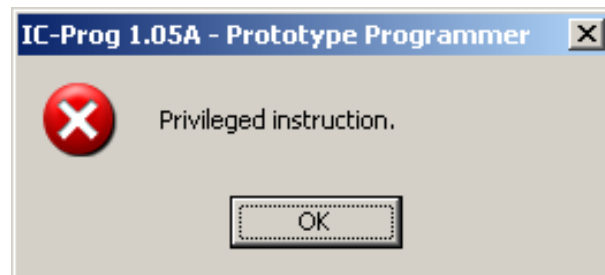 IC-Prog 1.05A - Prototype Programmer
Privileged instruction.
OK